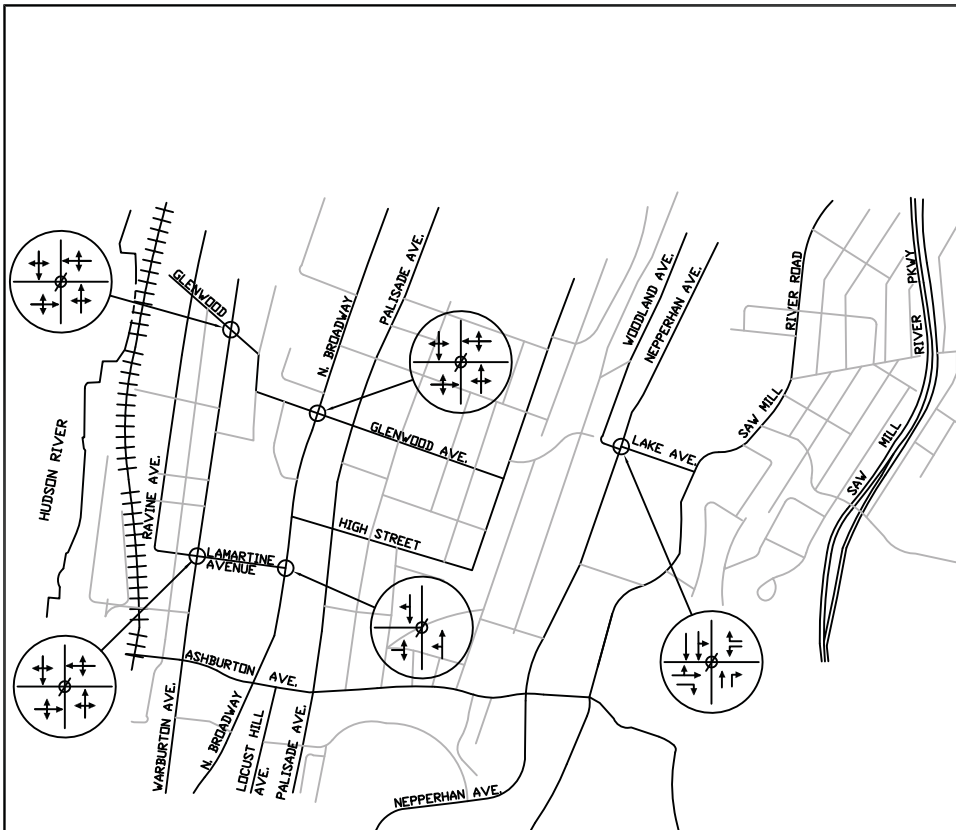 GLENWOOD
N. BROADWAY
PALISADE AVE.
WOODLAND AVE.
NEPPERHAN AVE.
RIVER ROAD
SAW MILL
PKWY
RIVER
MILL
SAW
HUDSON RIVER
RAVINE AVE.
GLENWOOD AVE.
LAKE AVE.
HIGH STREET
LAMARTINE
AVENUE
ASHBURTON AVE.
WARBURTON AVE.
N. BROADWAY
LOCUST HILL
AVE.
PALISADE AVE.
NEPPERHAN AVE.